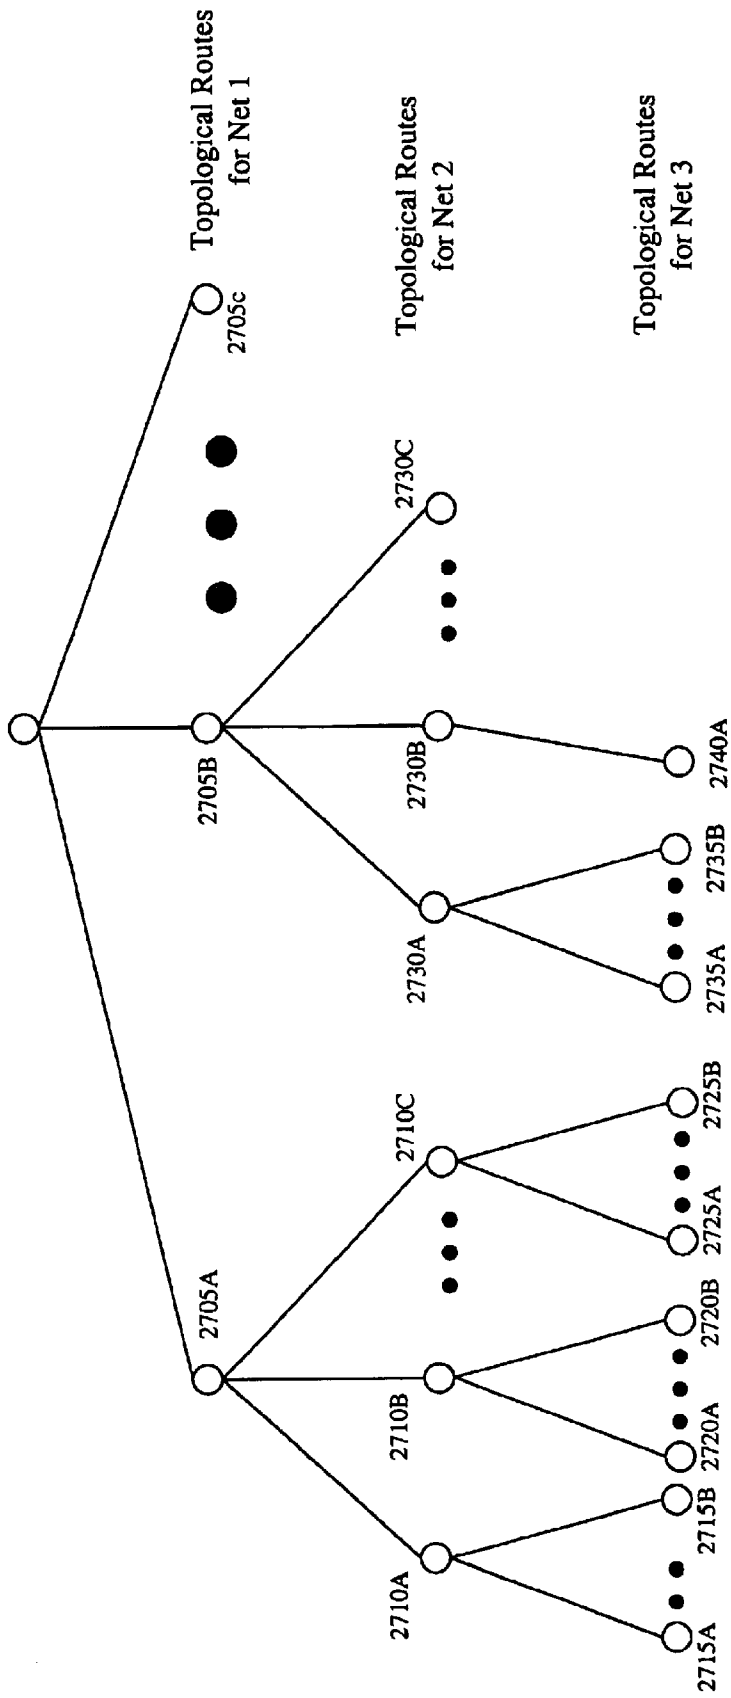 Topological Routes
for Net 1
2705A
2705B
2705c
Topological Routes
for Net 2
2710A
2710B
2710C
2730A
2730B
2730C
Topological Routes
for Net 3
2715A
2715B
2720A
2720B
2725A
2725B
2735A
2735B
2740A